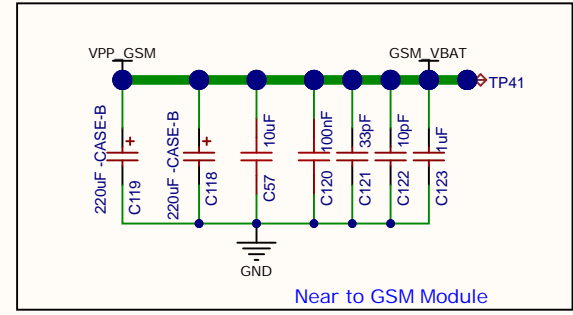 VPP_GSM
GSM_VBAT
TP41
220uF -CASE-B
C119
220uF -CASE-B
C118
10uF
C57
100nF
C120
33pF
C121
10pF
C122
1uF
C123
GND
Near to GSM Module